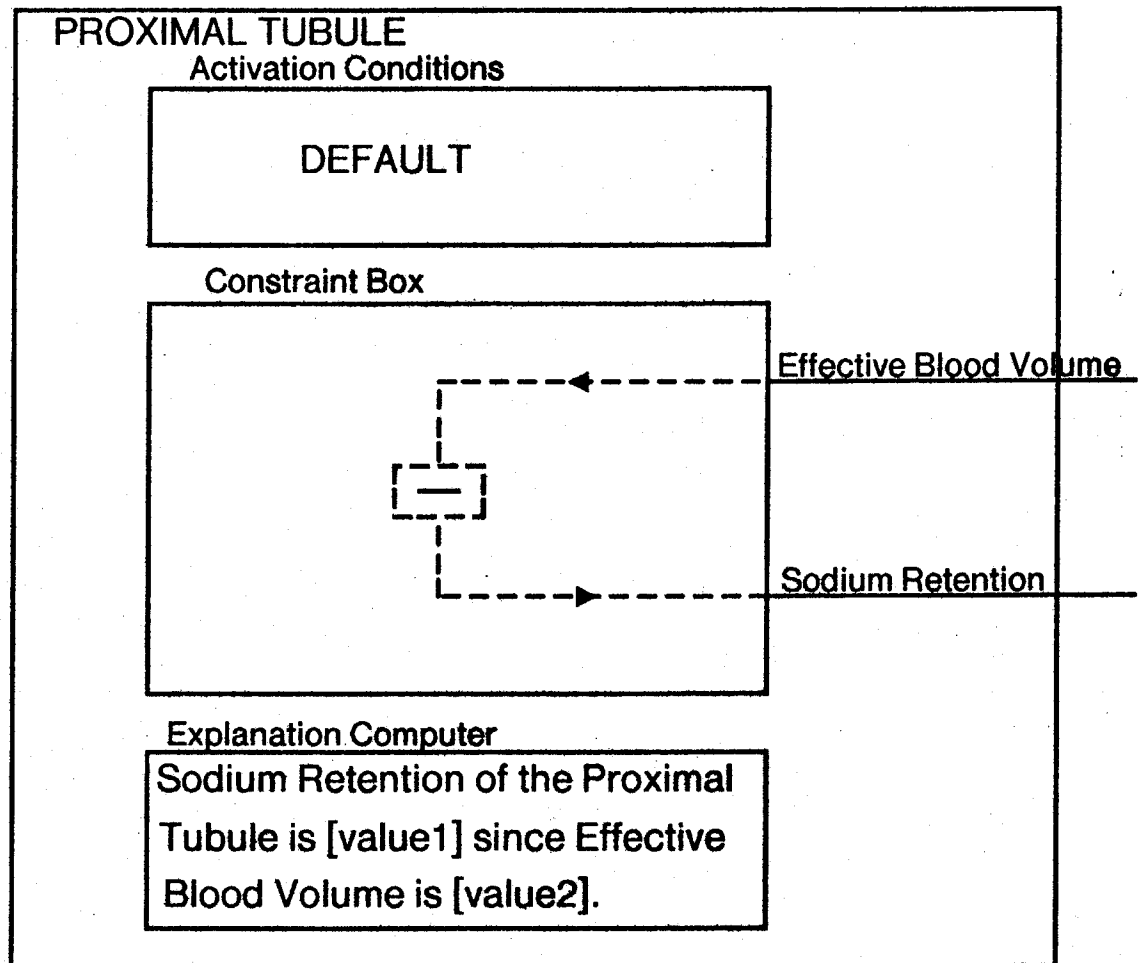 PROXIMAL TUBULE
Activation Conditions
DEFAULT
Constraint Box
Effective Blood Volume
—
Sodium Retention
Explanation Computer
Sodium Retention of the Proximal
Tubule is [value1] since Effective
Blood Volume is [value2].